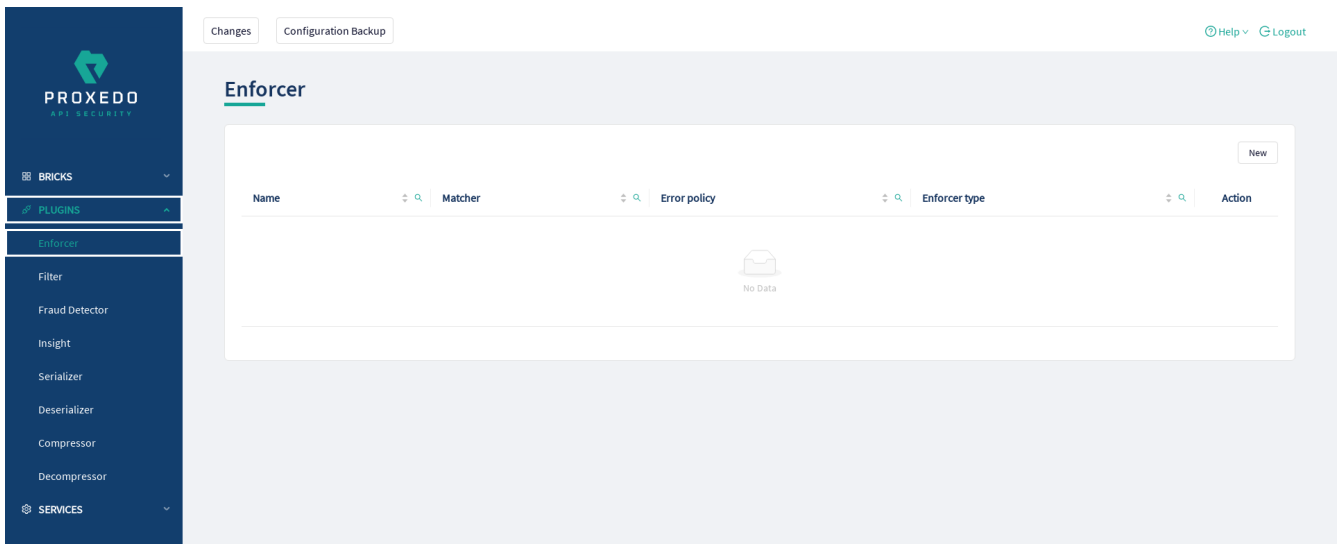 Changes Configuration Backup Help Logout
PROXEDO
API SECURITY
Enforcer
New
BRICKS
PLUGINS
Name Matcher Error policy Enforcer type Action
Enforcer
Filter
No Data
Fraud Detector
Insight
Serializer
Deserializer
Compressor
Decompressor
SERVICES